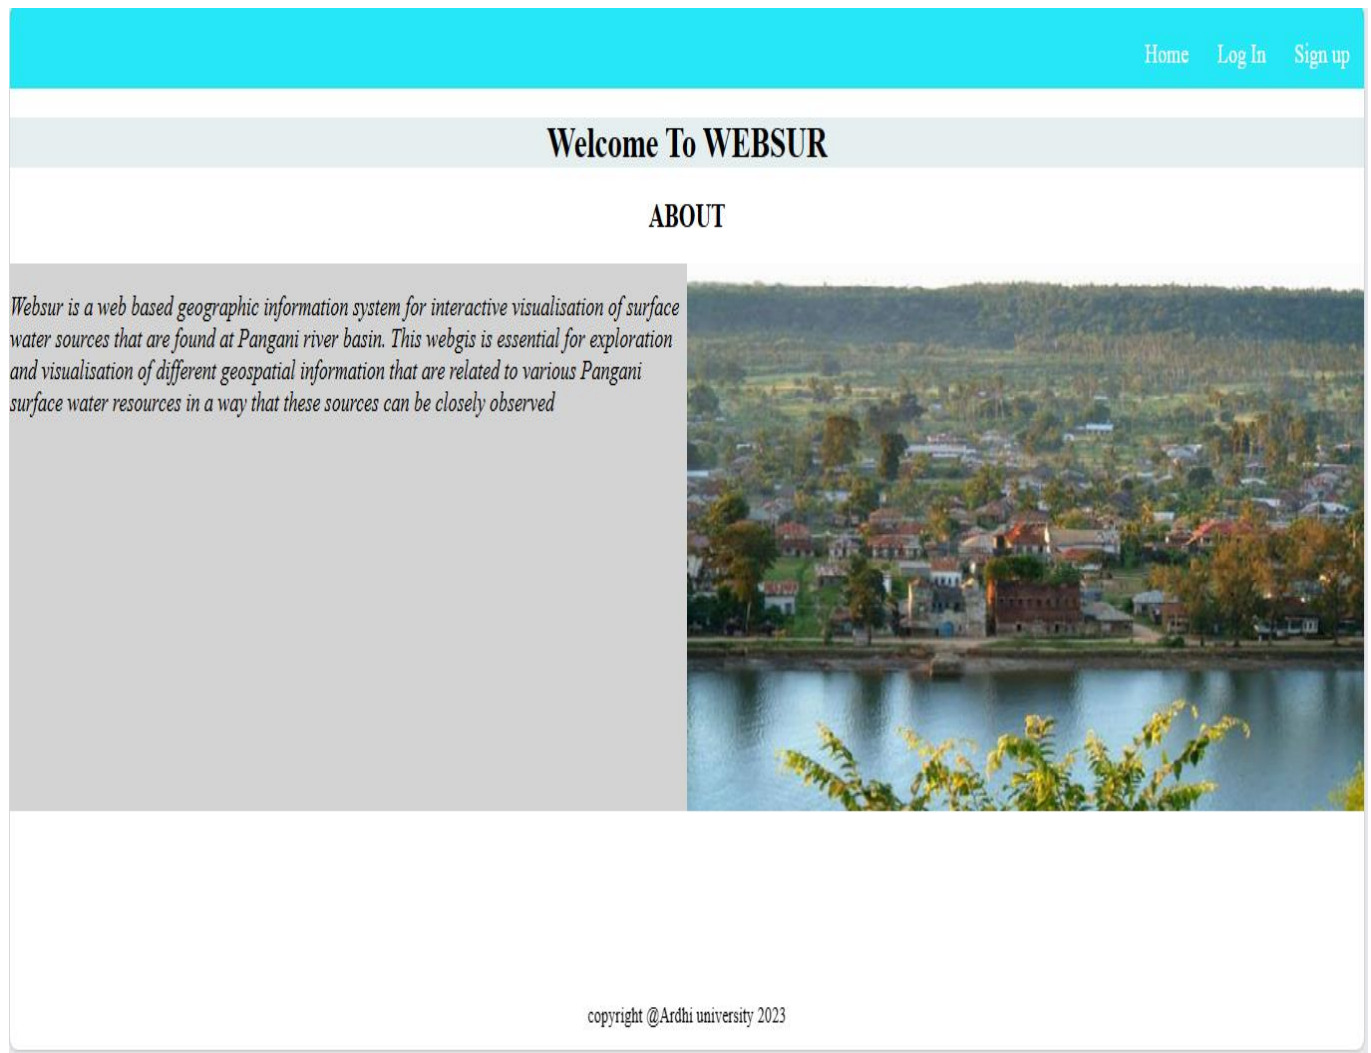 Home Log In Sign up
Welcome To WEBSUR
ABOUT
Websur is a web based geographic information system for interactive visualisation of surface
water sources that are found at Pangani river basin. This webgis is essential for exploration
and visualisation of different geospatial information that are related to various Pangani
surface water resources in a way that these sources can be closely observed
copyright @Ardhi university 2023